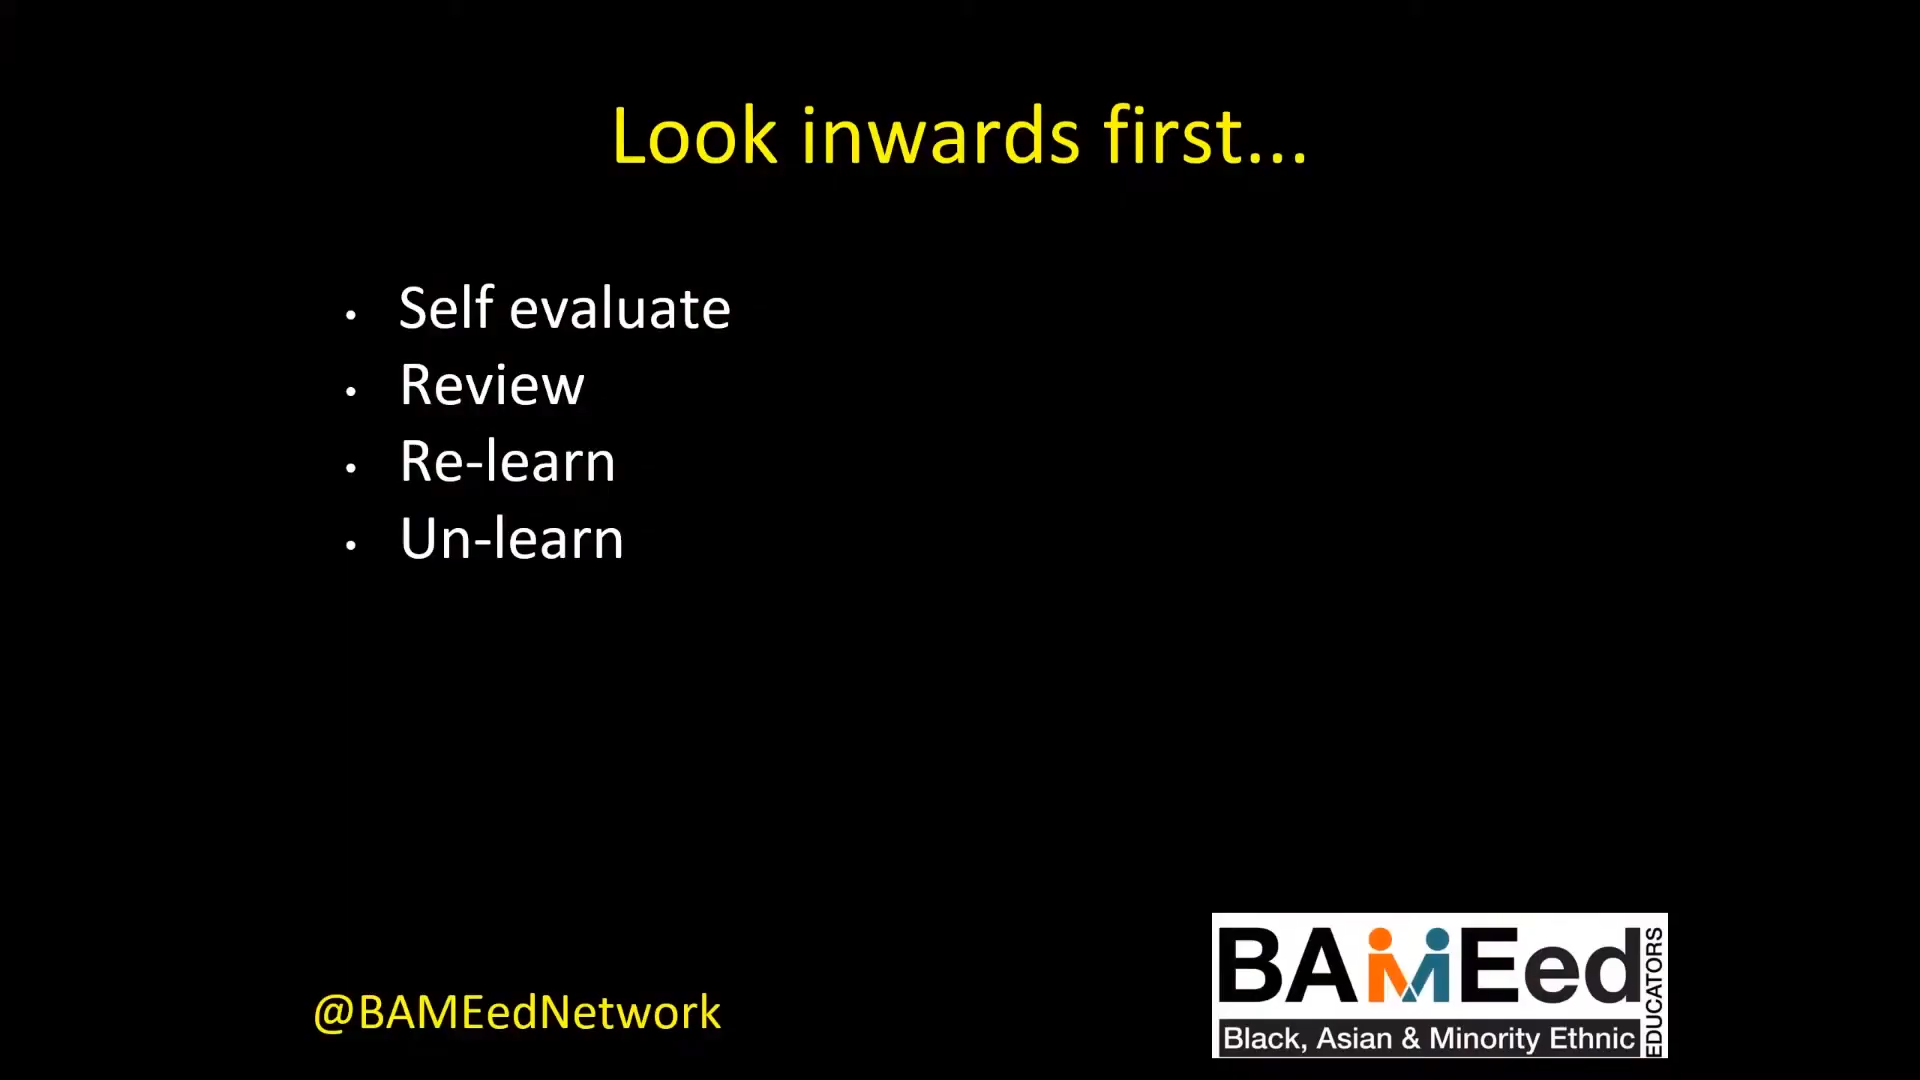 Look inwards first...
• Self evaluate
• Review
• Re-learn
• Un-learn
@BAMEedNetwork
BAMEed
EDUCATORS
Black, Asian & Minority Ethnic